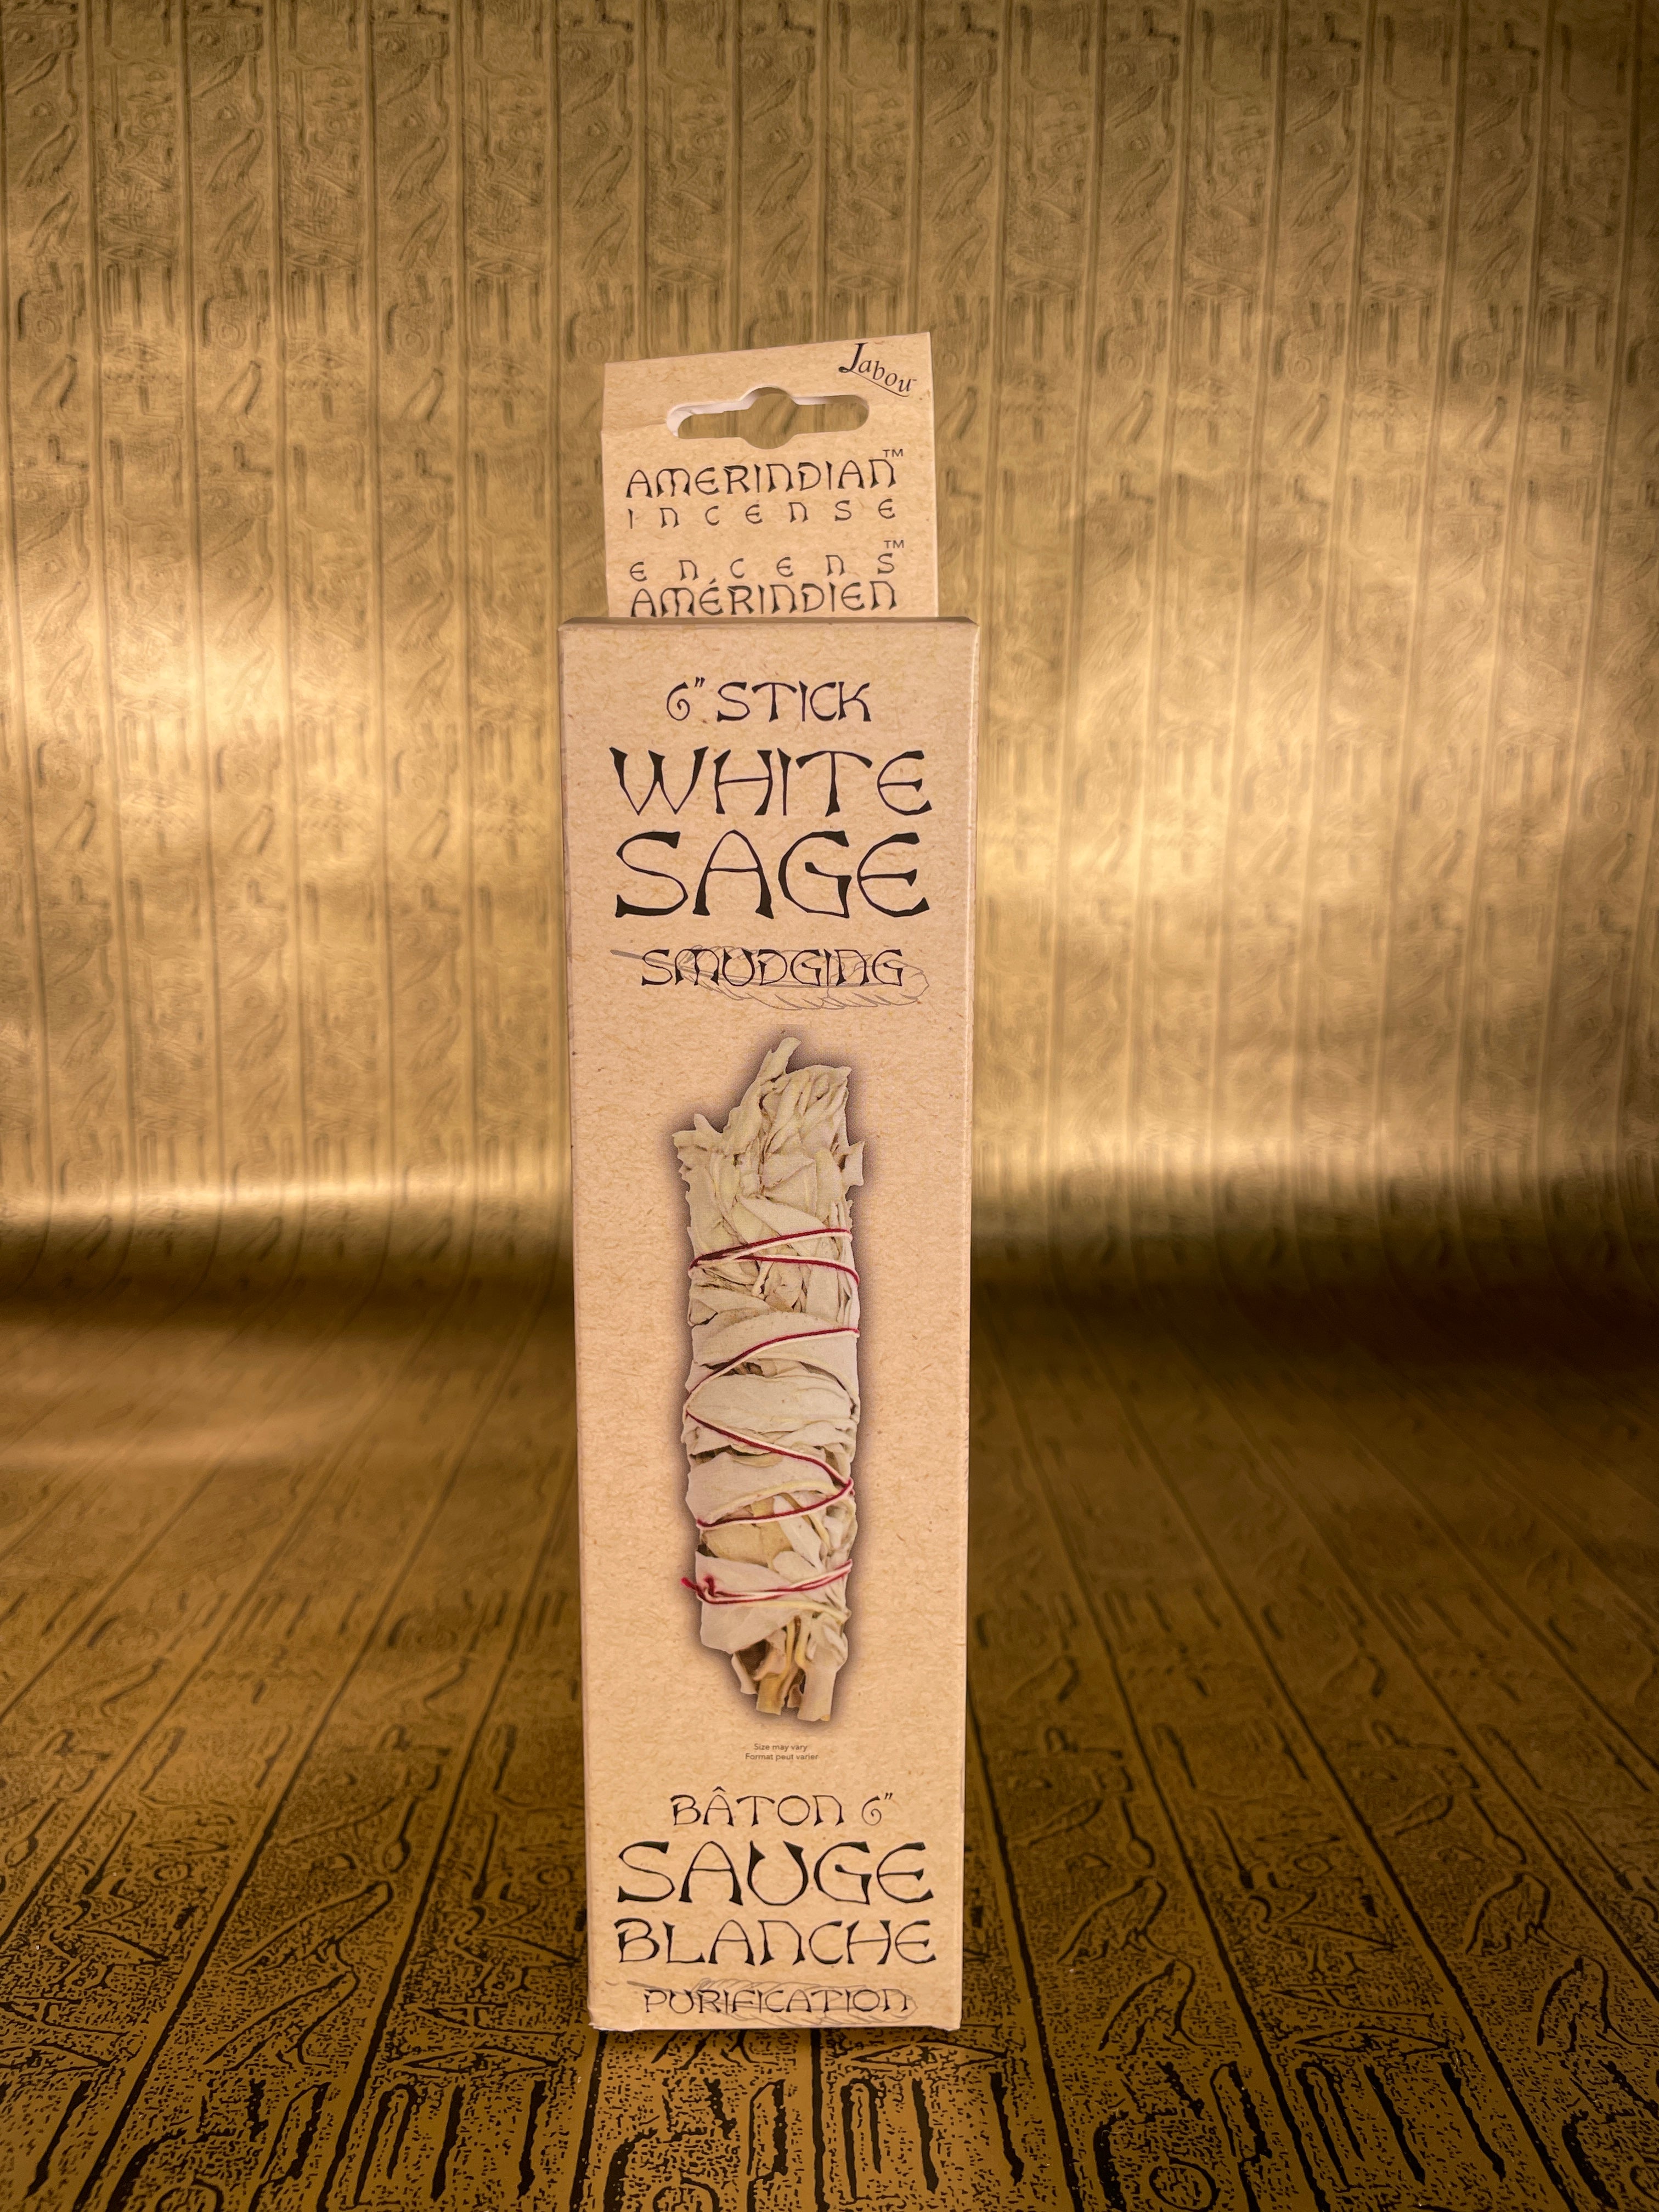 Jabou
AMERINDIAN™
INCENSE
ENCENS™
AMÉRINDIEN
6" STICK
WHITE
SAGE
SMUDGING
Size may vary
Format peut varier
BÂTON 6"
SAUGE
BLANCHE
PURIFICATION